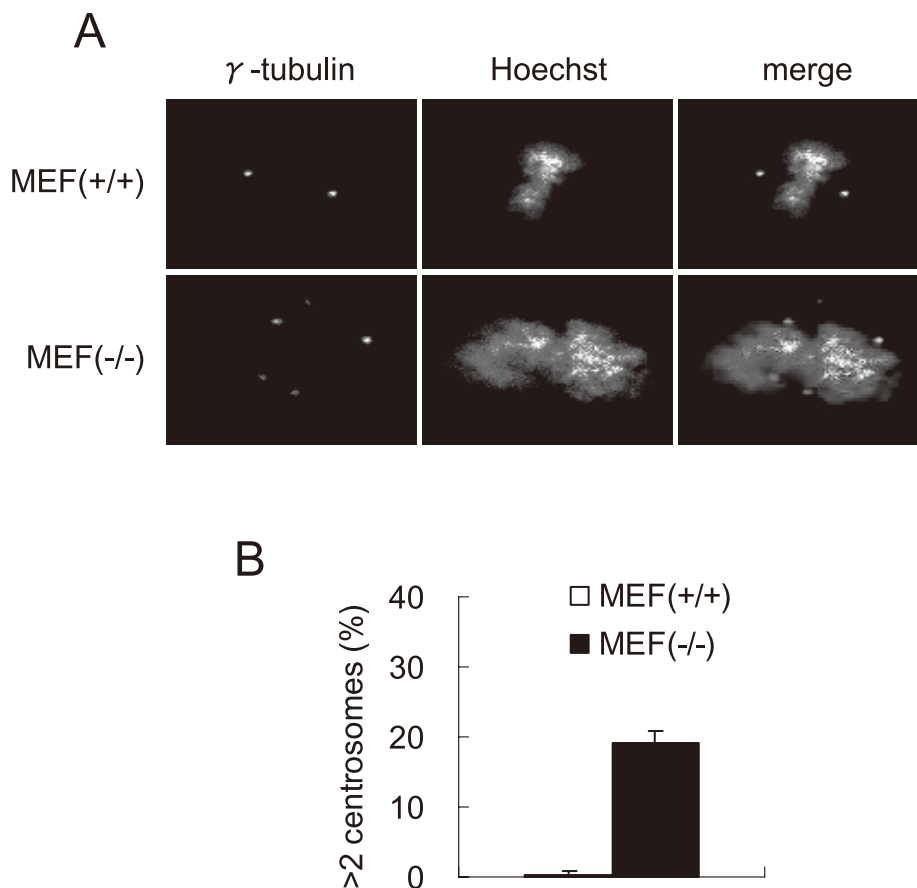 A
γ-tubulin Hoechst merge
MEF(+/+)
MEF(-/-)
B
>2 centrosomes (%)
40
30
20
10
0
MEF(+/+)
MEF(-/-)